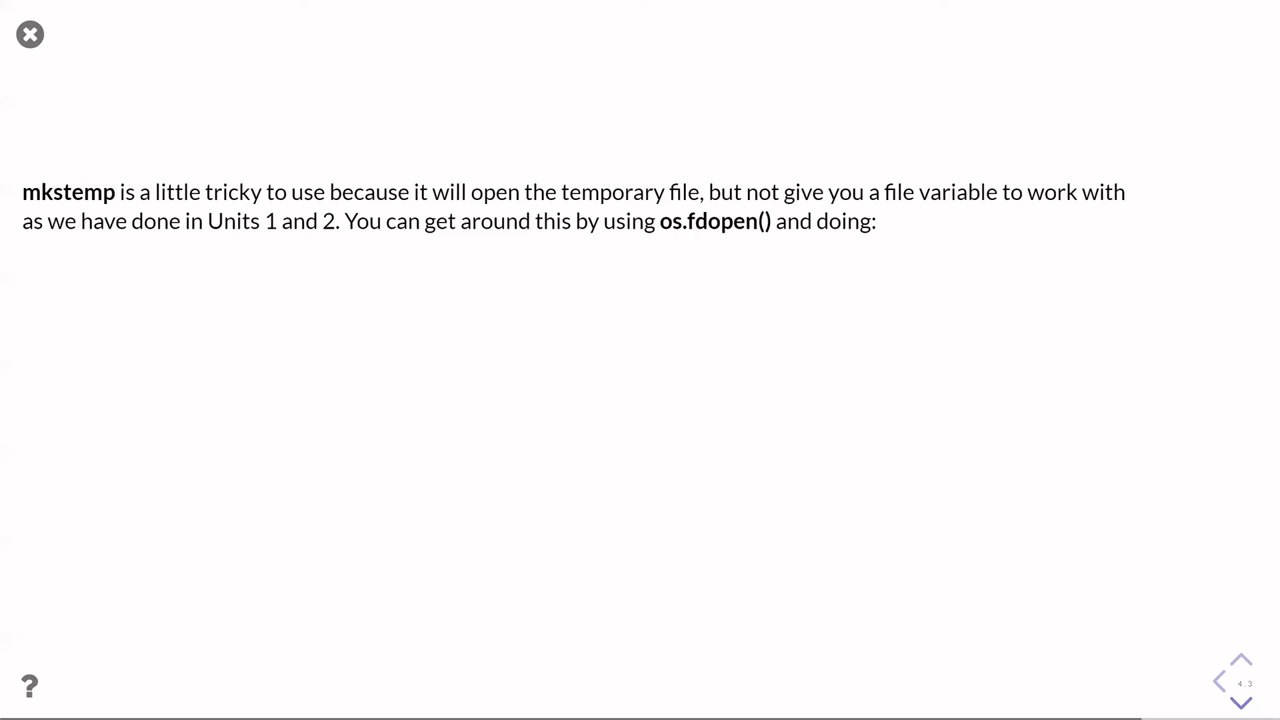 mkstemp is a little tricky to use because it will open the temporary file, but not give you a file variable to work with
as we have done in Units 1 and 2. You can get around this by using os.fdopen() and doing:
?
4.3